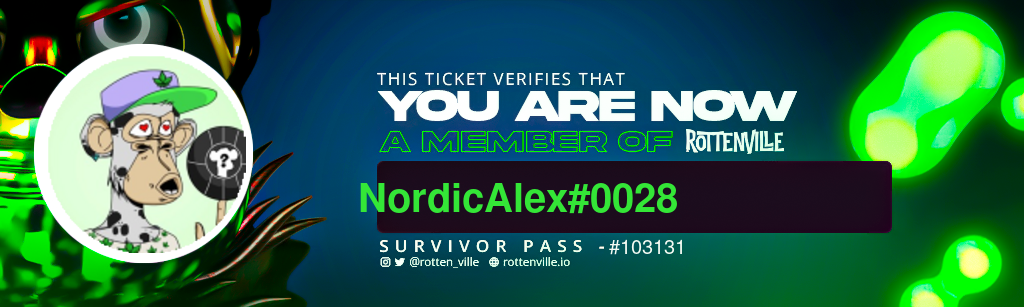 THIS TICKET VERIFIES THAT
YOU ARE NOW
A MEMBER OF ROTTENVILLE
NordicAlex#0028
SURVIVOR PASS - #103131
@rotten_ville rottenville.io
?